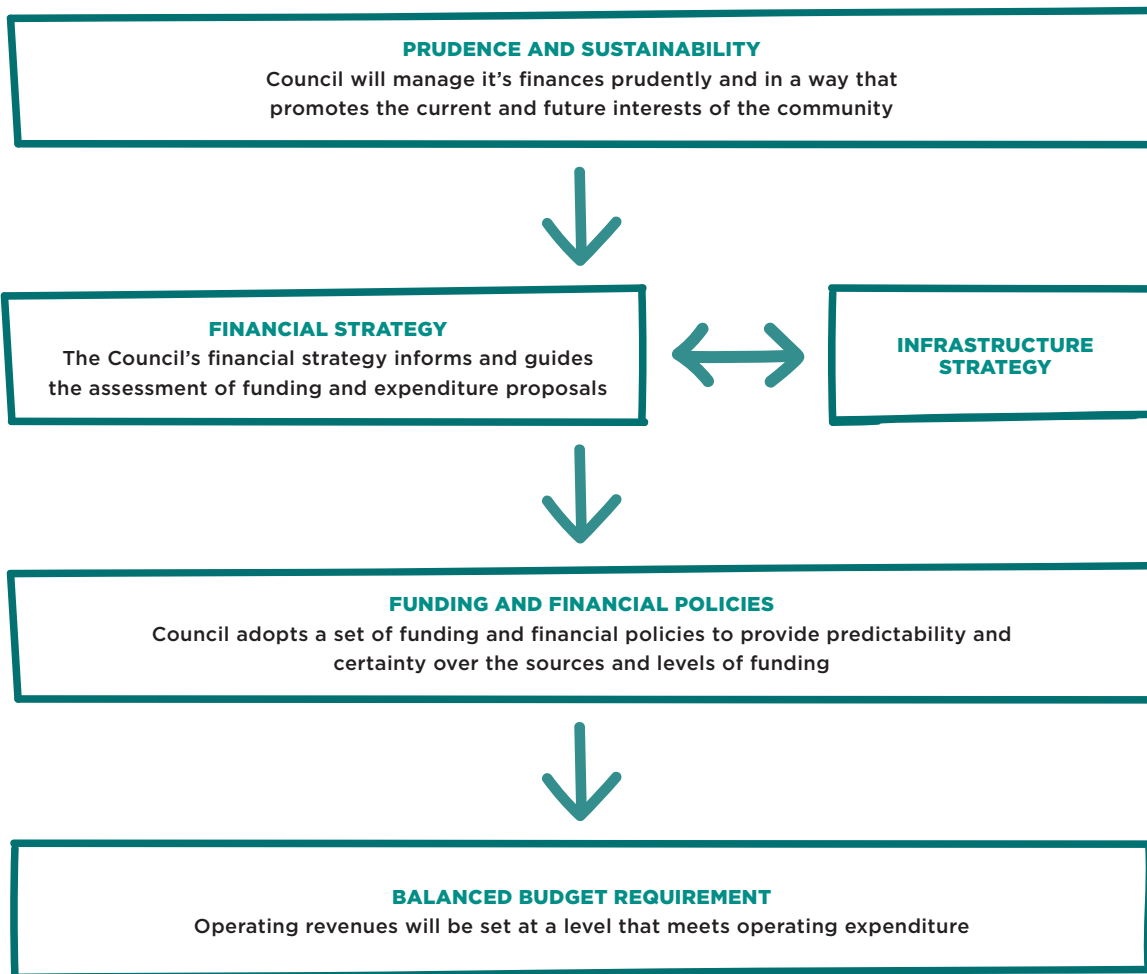 PRUDENCE AND SUSTAINABILITY
Council will manage it’s finances prudently and in a way that
promotes the current and future interests of the community
FINANCIAL STRATEGY
The Council’s financial strategy informs and guides
the assessment of funding and expenditure proposals
INFRASTRUCTURE
STRATEGY
FUNDING AND FINANCIAL POLICIES
Council adopts a set of funding and financial policies to provide predictability and
certainty over the sources and levels of funding
BALANCED BUDGET REQUIREMENT
Operating revenues will be set at a level that meets operating expenditure